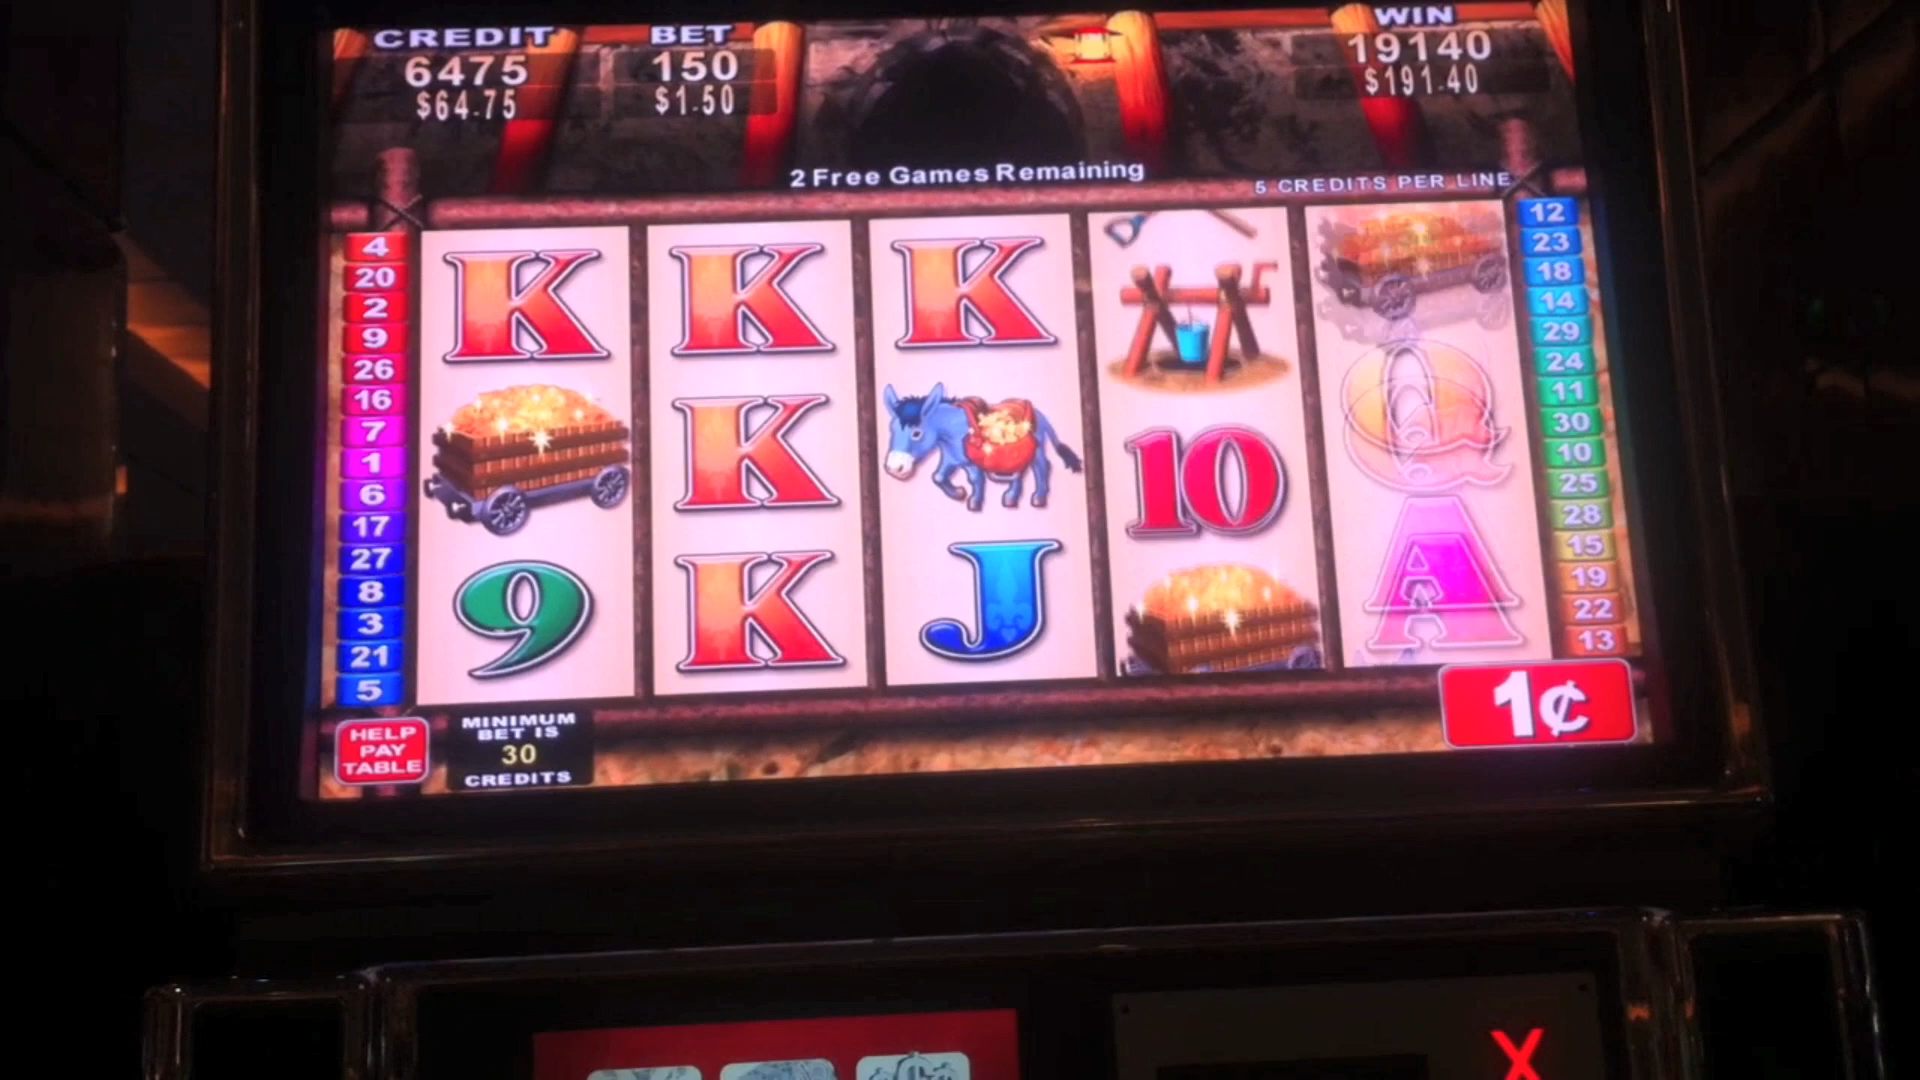 CREDIT
6475
$64.75
BET
150
$1.50
WIN
19140
$191.40
2 Free Games Remaining
5 CREDITS PER LINE
4
20
2
9
26
16
7
1
6
17
27
8
3
21
5
K K K
K 10 Q
9 K J A
12
23
18
14
29
24
11
30
10
25
28
15
19
22
13
HELP
PAY
TABLE
MINIMUM
BET IS
30
CREDITS
1¢
X